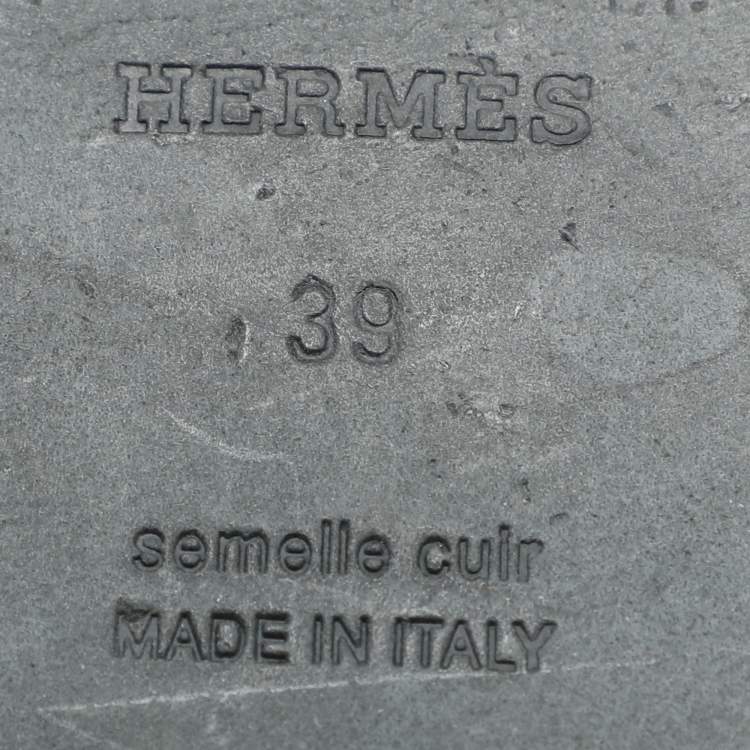 HERMÈS
39
semelle cuir
MADE IN ITALY